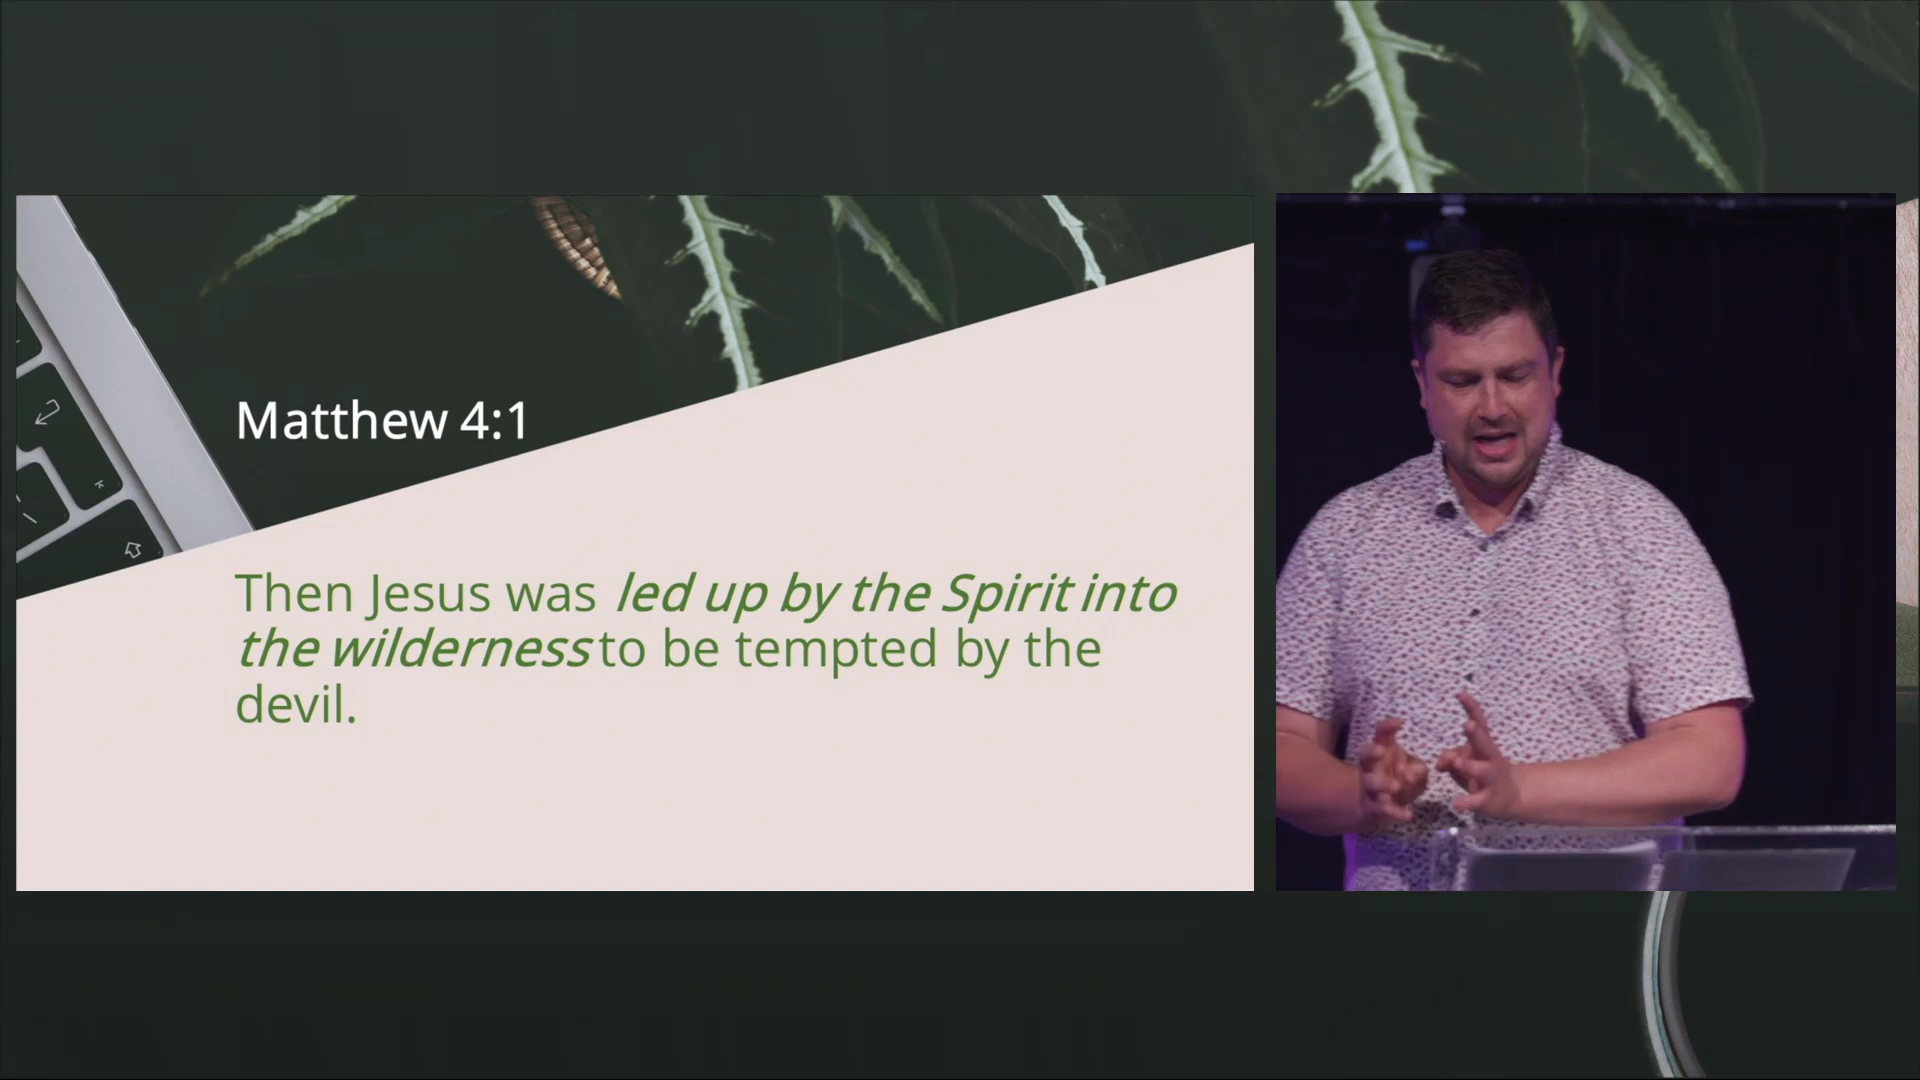 Matthew 4:1
Then Jesus was led up by the Spirit into
the wilderness to be tempted by the
devil.